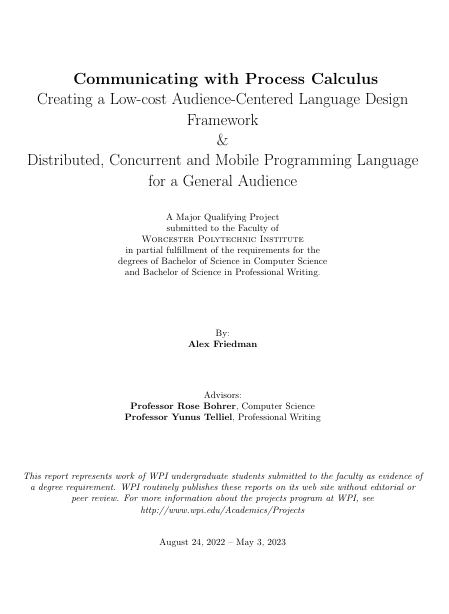 Communicating with Process Calculus
Creating a Low-cost Audience-Centered Language Design
Framework
&
Distributed, Concurrent and Mobile Programming Language
for a General Audience
A Major Qualifying Project
submitted to the Faculty of
Worcester Polytechnic Institute
in partial fulfillment of the requirements for the
degrees of Bachelor of Science in Computer Science
and Bachelor of Science in Professional Writing.
By:
Alex Friedman
Advisors:
Professor Rose Bohrer, Computer Science
Professor Yunus Telliel, Professional Writing
This report represents work of WPI undergraduate students submitted to the faculty as evidence of
a degree requirement. WPI routinely publishes these reports on its web site without editorial or
peer review. For more information about the projects program at WPI, see
http://www.wpi.edu/Academics/Projects
August 24, 2022 – May 3, 2023